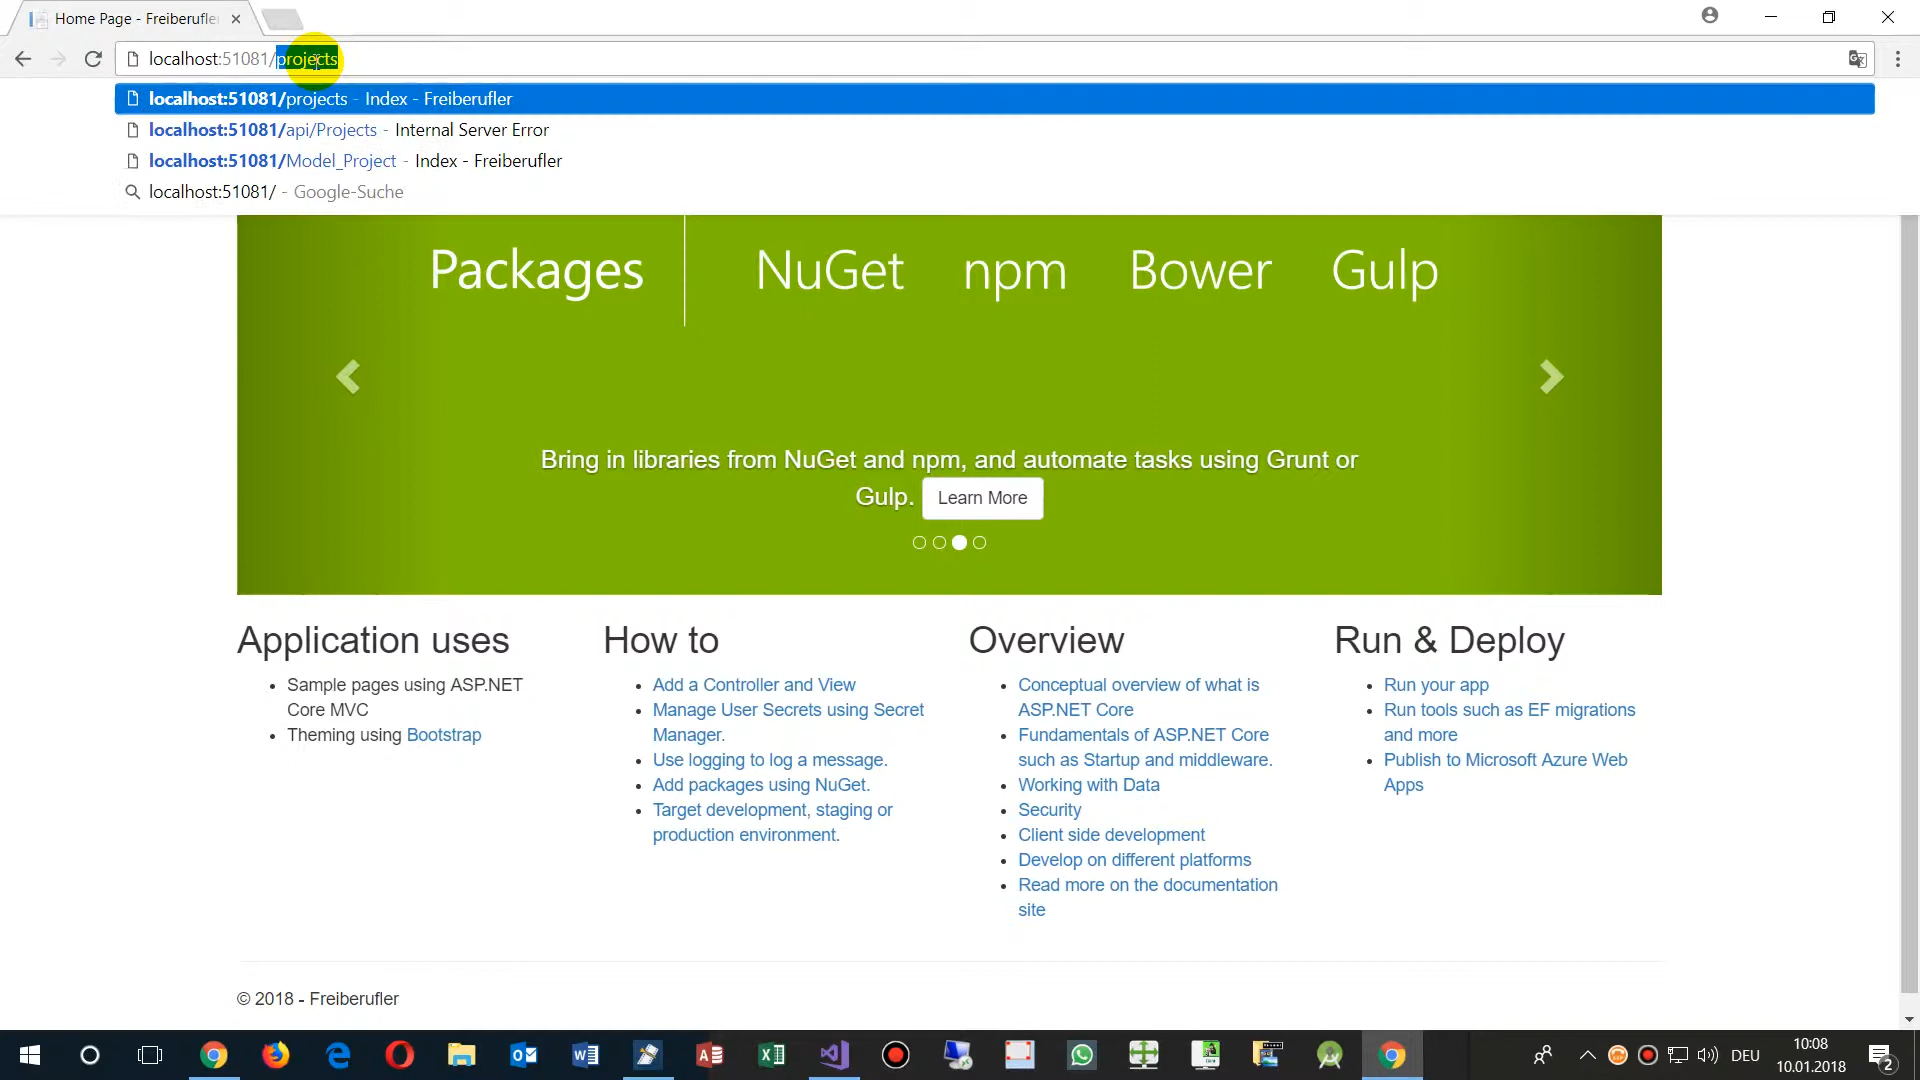 Home Page - Freiberufle
localhost:51081/projects
localhost:51081/projects - Index - Freiberufler
localhost:51081/api/Projects - Internal Server Error
localhost:51081/Model_Project - Index - Freiberufler
localhost:51081/ - Google-Suche
Packages NuGet npm Bower Gulp
Bring in libraries from NuGet and npm, and automate tasks using Grunt or
Gulp. Learn More
Application uses
Sample pages using ASP.NET
Core MVC
Theming using Bootstrap
How to
Add a Controller and View
Manage User Secrets using Secret
Manager.
Use logging to log a message.
Add packages using NuGet.
Target development, staging or
production environment.
Overview
Conceptual overview of what is
ASP.NET Core
Fundamentals of ASP.NET Core
such as Startup and middleware.
Working with Data
Security
Client side development
Develop on different platforms
Read more on the documentation
site
Run & Deploy
Run your app
Run tools such as EF migrations
and more
Publish to Microsoft Azure Web
Apps
© 2018 - Freiberufler
DEU
10:08
10.01.2018
2